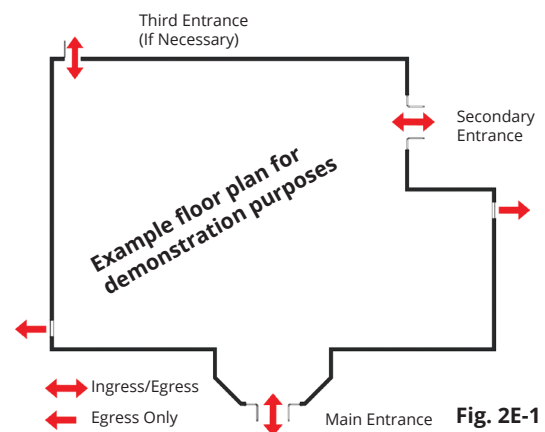 Third Entrance
(If Necessary)
Secondary
Entrance
Example floor plan for
demonstration purposes
Ingress/Egress
Egress Only
Main Entrance
Fig. 2E-1